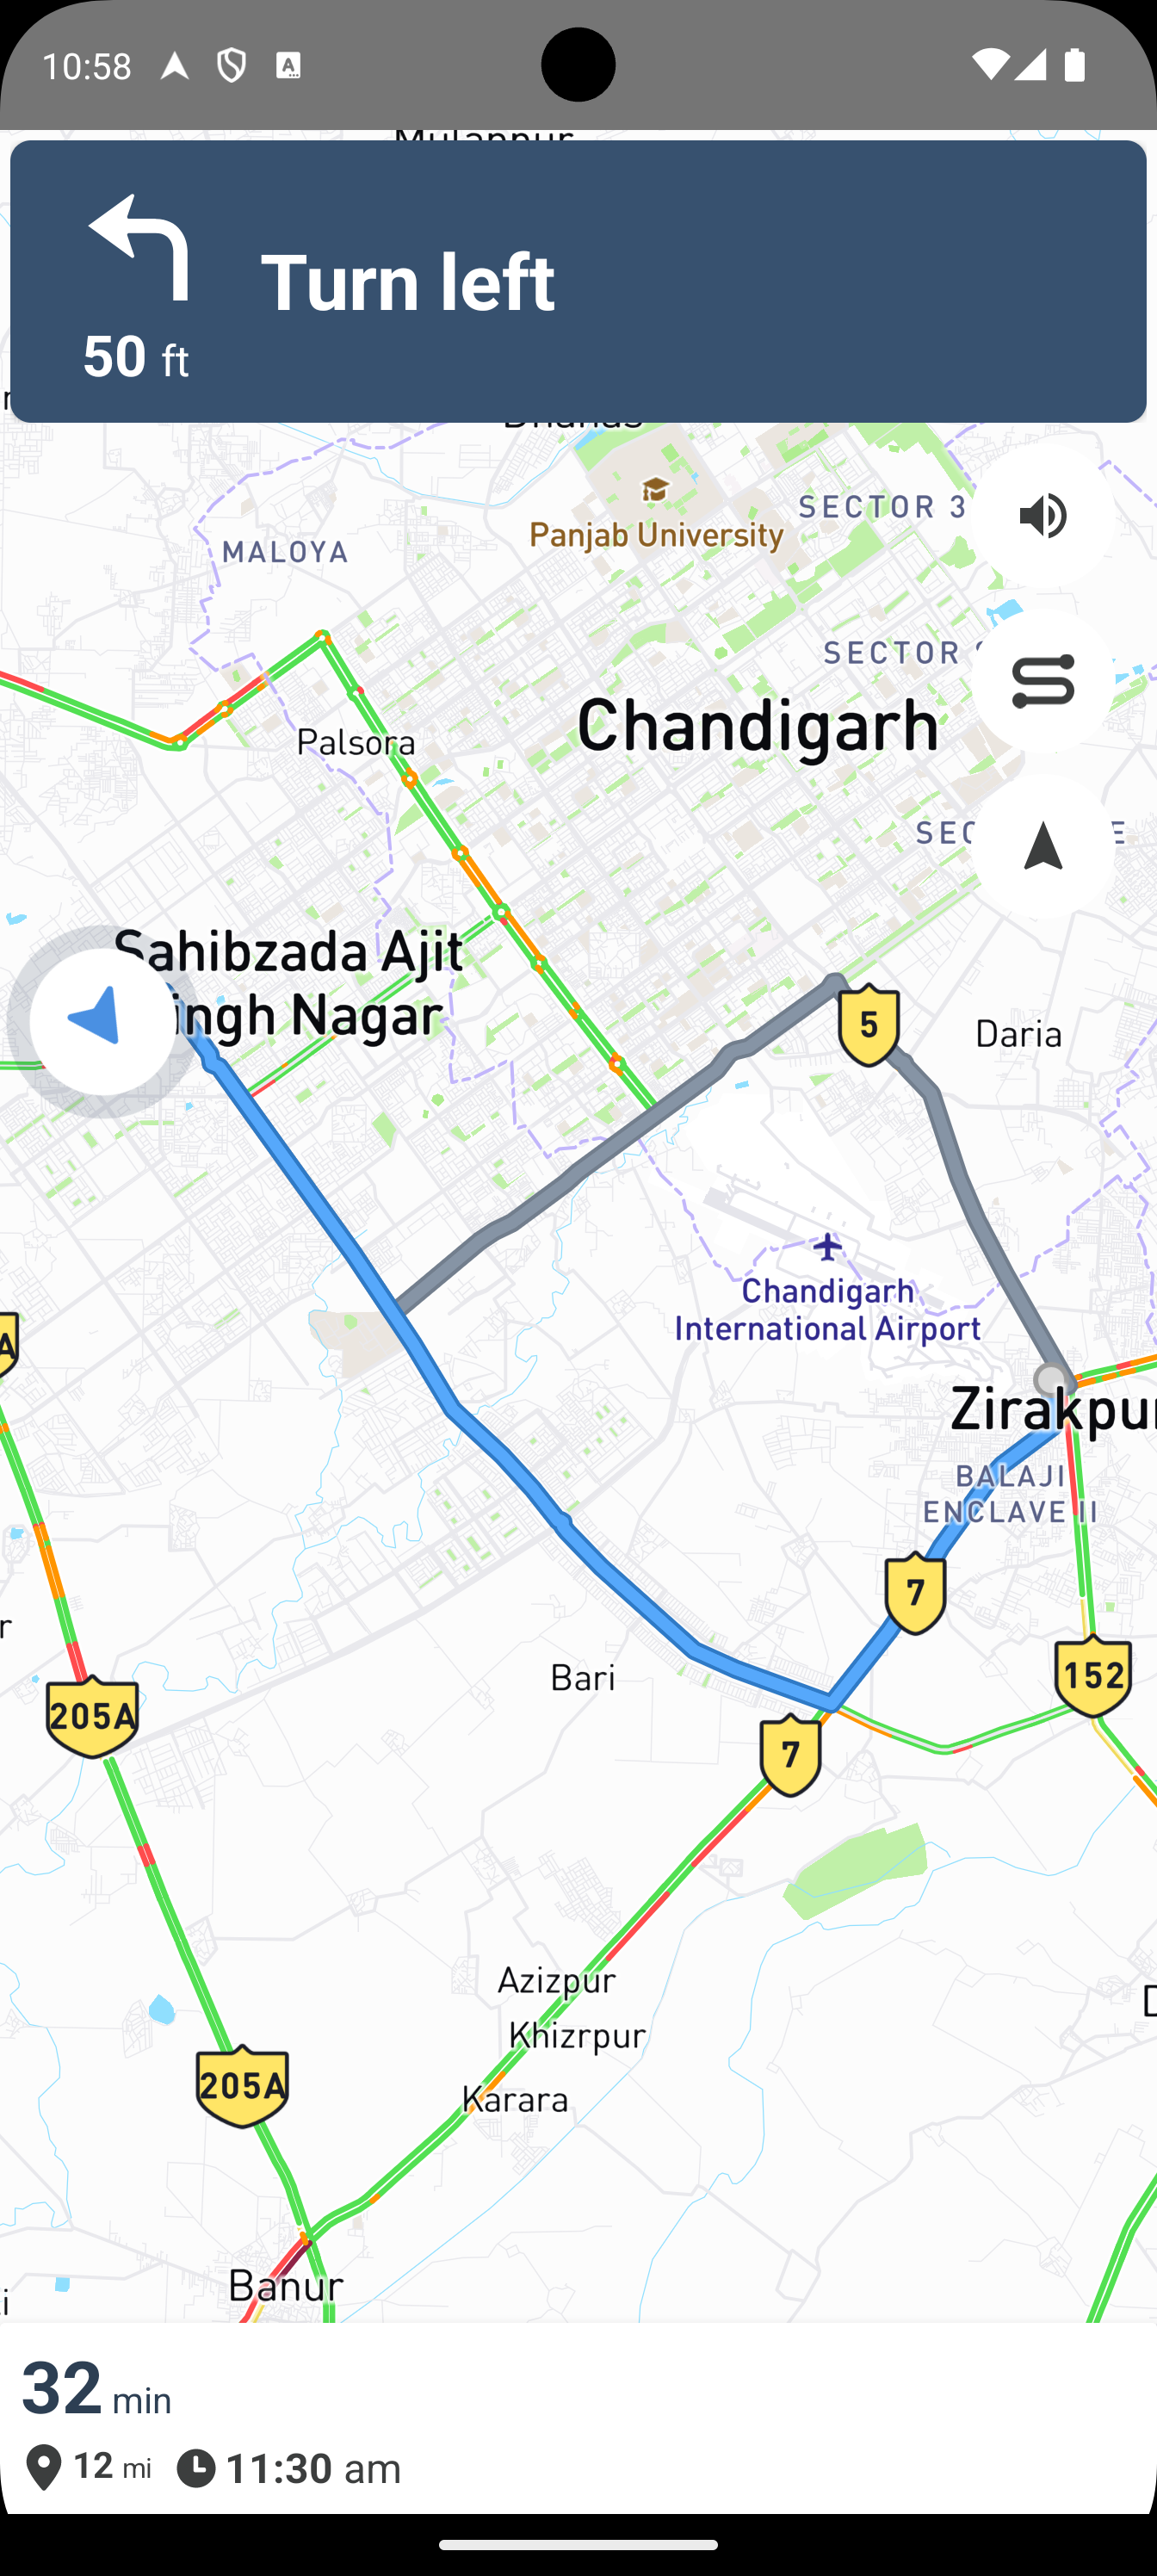 10:58
Turn left
50 ft
Panjab University
SECTOR 3
MALOYA
SECTOR
Chandigarh
Palsora
Sahibzada Ajit
ingh Nagar
5
Daria
Chandigarh
International Airport
Zirakpu
BALAJI
ENCLAVE II
7
152
Bari
205A
7
Azizpur
Khizrpur
205A
Karara
Banur
32 min
12 mi
11:30 am